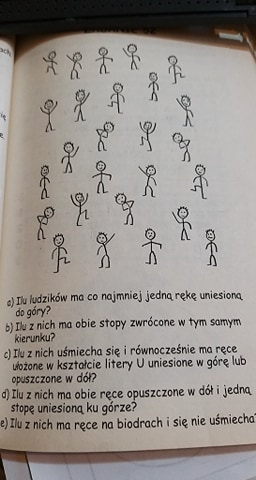 a) Ilu ludzików ma co najmniej jedną rękę uniesioną
do góry?
b) Ilu z nich ma obie stopy zwrócone w tym samym
kierunku?
c) Ilu z nich uśmiecha się i równocześnie ma ręce
ułożone w kształcie litery U uniesione w górę lub
opuszczone w dół?
d) Ilu z nich ma obie ręce opuszczone w dół i jedną
stopę uniesioną ku górze?
e) Ilu z nich ma ręce na biodrach i się nie uśmiecha?